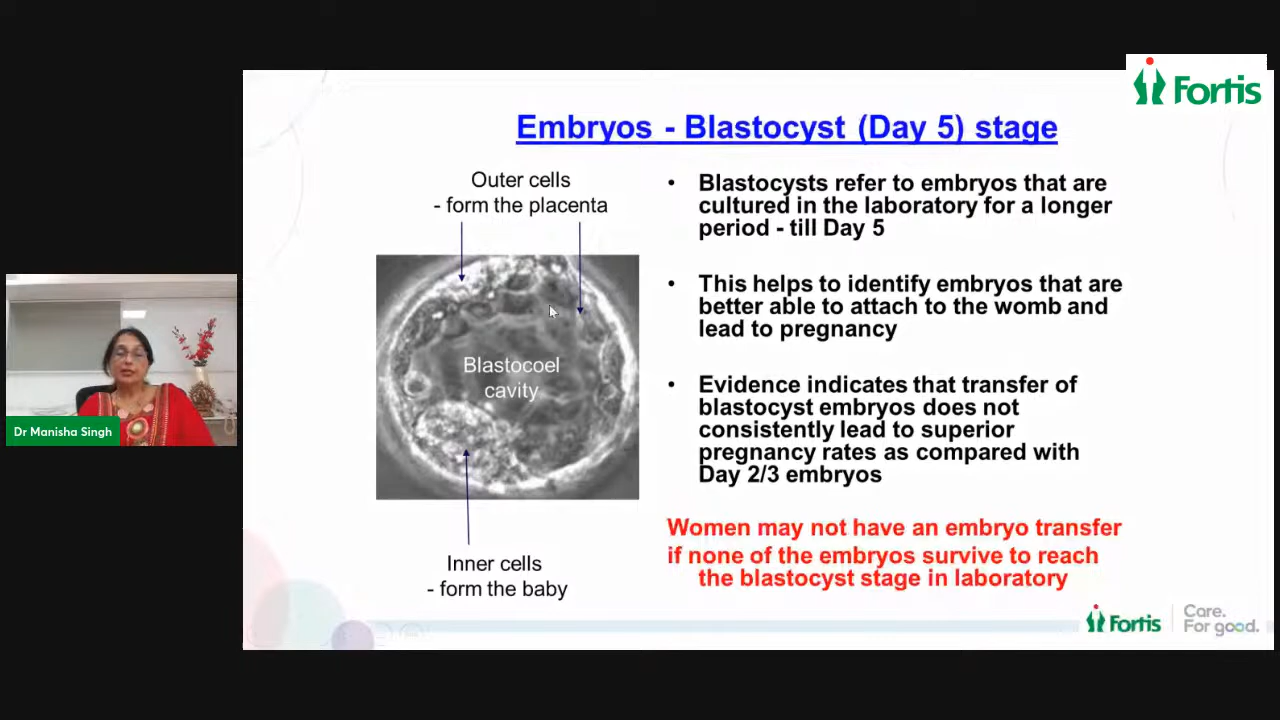 Fortis
Embryos - Blastocyst (Day 5) stage
Outer cells
- form the placenta
Blastocoel
cavity
Inner cells
- form the baby
• Blastocysts refer to embryos that are
cultured in the laboratory for a longer
period - till Day 5
• This helps to identify embryos that are
better able to attach to the womb and
lead to pregnancy
• Evidence indicates that transfer of
blastocyst embryos does not
consistently lead to superior
pregnancy rates as compared with
Day 2/3 embryos
Women may not have an embryo transfer
if none of the embryos survive to reach
the blastocyst stage in laboratory
Dr Manisha Singh
Fortis
Care.
For good.